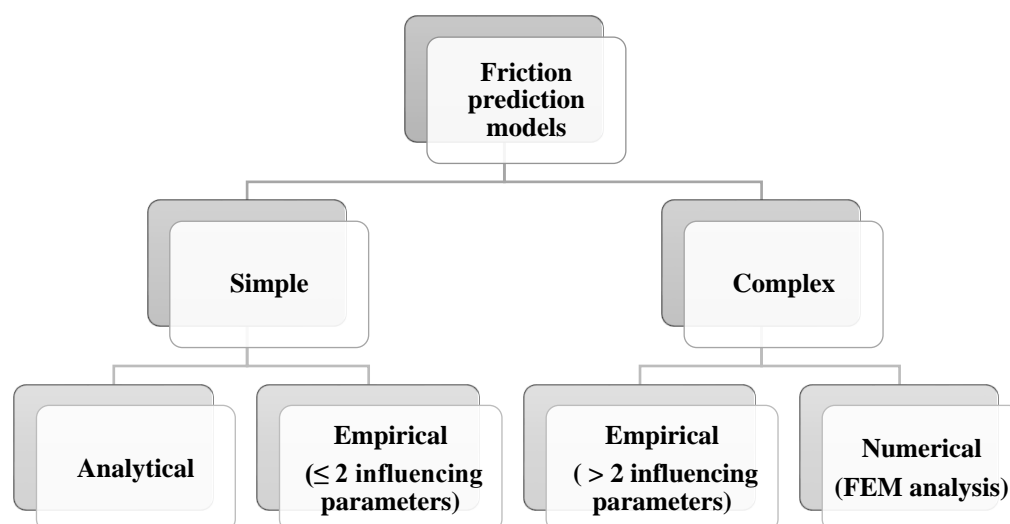 Friction
prediction
models
Simple
Complex
Analytical
Empirical
(≤ 2 influencing
parameters)
Empirical
( > 2 influencing
parameters)
Numerical
(FEM analysis)